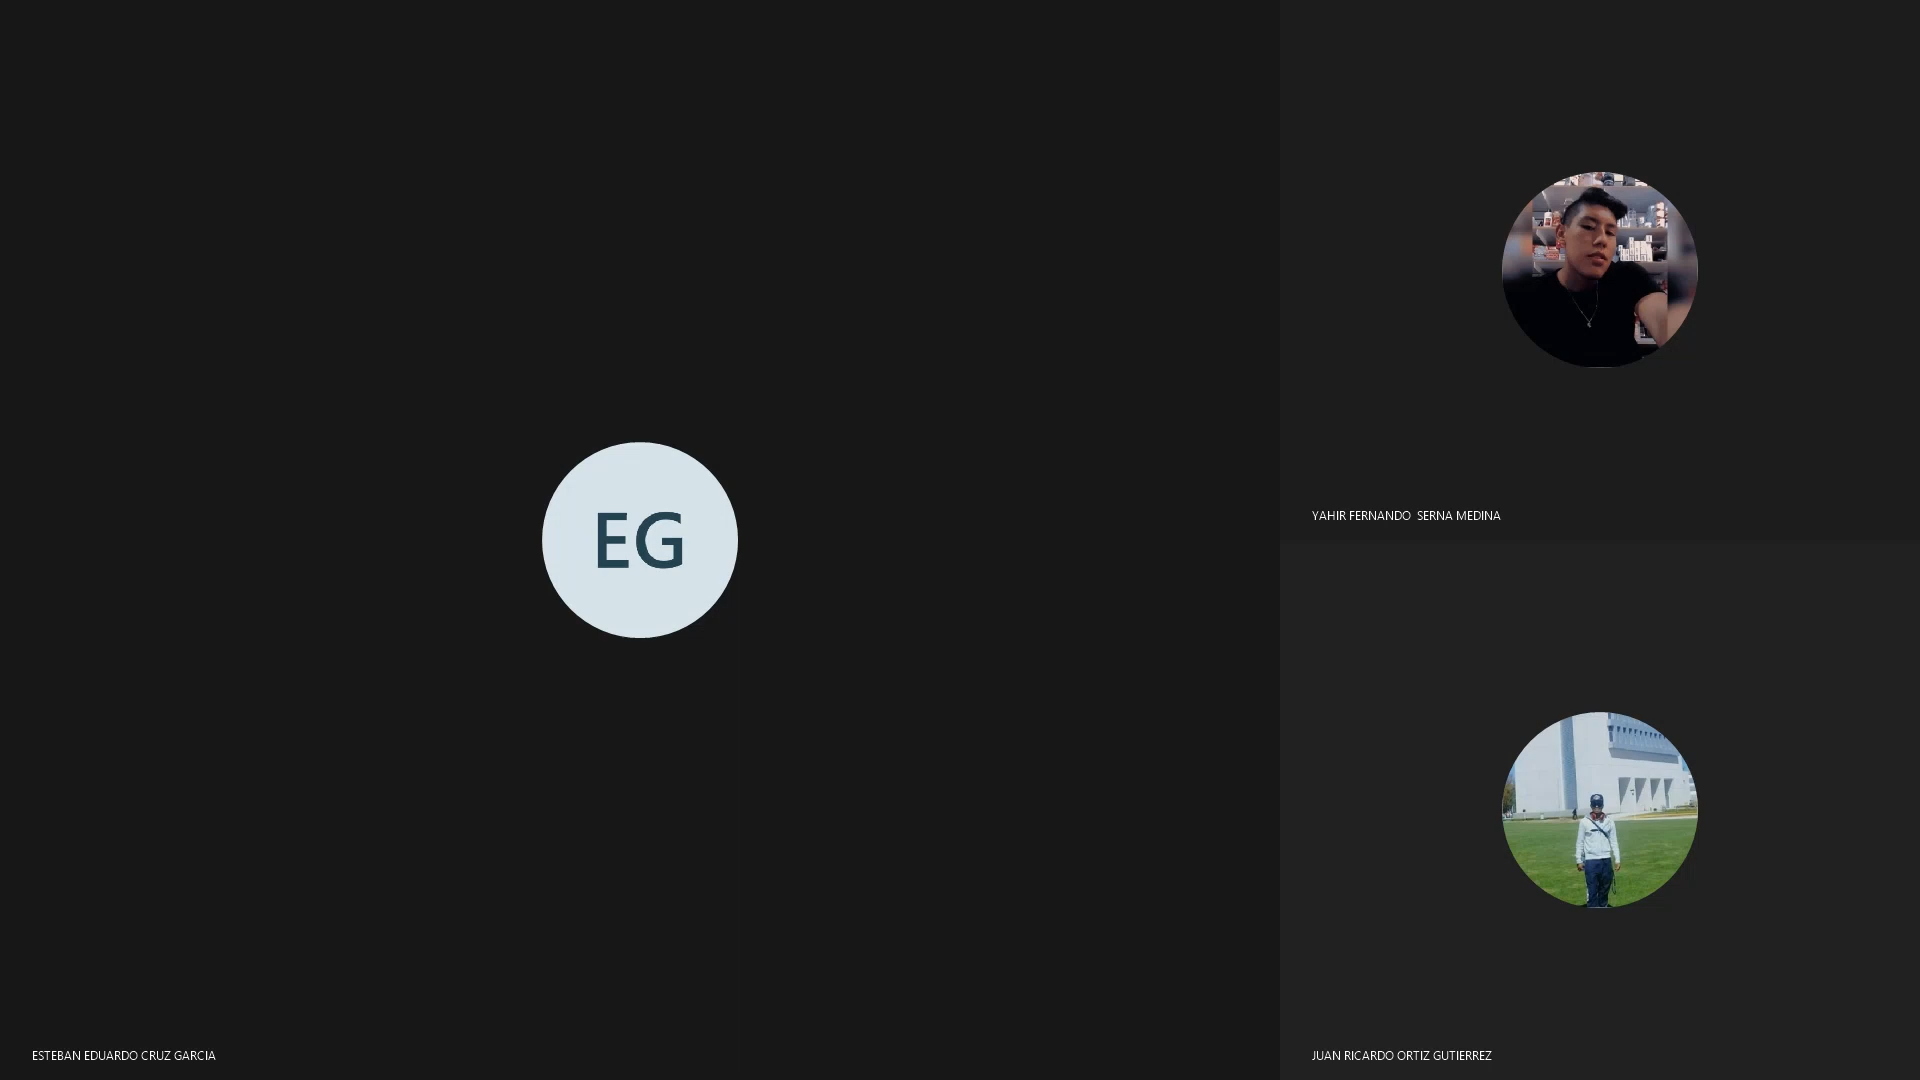 EG
ESTEBAN EDUARDO CRUZ GARCIA
YAHIR FERNANDO  SERNA MEDINA
JUAN RICARDO ORTIZ GUTIERREZ